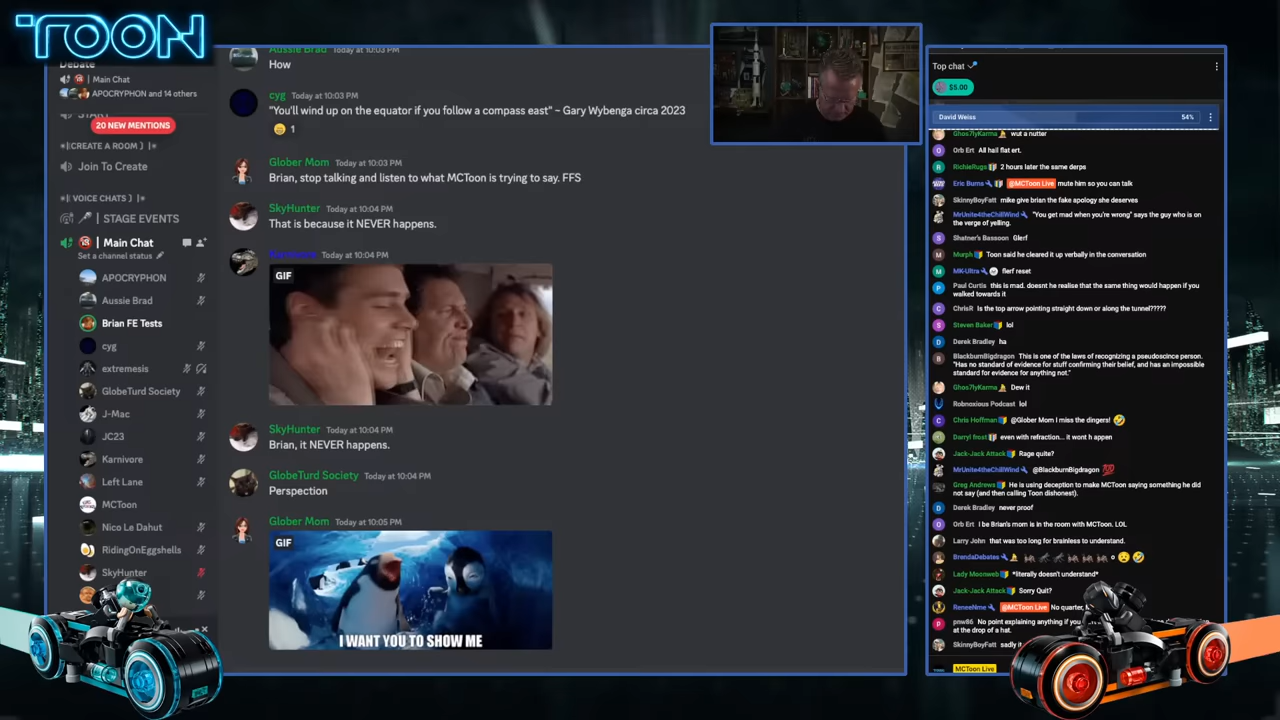 TOON
Debate
Main Chat
APOCRYPHON and 14 others
START
20 NEW MENTIONS
CREATE A ROOM
Join To Create
VOICE CHATS
STAGE EVENTS
Main Chat
Set a channel status
APOCRYPHON
Aussie Brad
Brian FE Tests
cyg
extremesis
GlobeTurd Society
J-Mac
JC23
Karnivore
Left Lane
MCToon
Nico Le Dahut
RidingOnEggshells
SkyHunter
Aussie Brad Today at 10:03 PM
How
cyg Today at 10:03 PM
"You'll wind up on the equator if you follow a compass east" – Gary Wybenga circa 2023
1
Glober Mom Today at 10:03 PM
Brian, stop talking and listen to what MCToon is trying to say. FFS
SkyHunter Today at 10:04 PM
That is because it NEVER happens.
Today at 10:04 PM
GIF
SkyHunter Today at 10:04 PM
Brian, it NEVER happens.
GlobeTurd Society Today at 10:04 PM
Perspection
Glober Mom Today at 10:05 PM
GIF
I WANT YOU TO SHOW ME
Top chat
$5.00
David Weiss 54%
Ghos7lyKarma wut a nutter
Orb Ert All hail flat ert.
RichieRugs 2 hours later the same derps
Eric Burns @MCToon Live mute him so you can talk
SkinnyBoyFatt mike give brian the fake apology she deserves
MrUnite4theChillWind "You get mad when you're wrong" says the guy who is on
the verge of yelling.
Shatner's Bassoon Glerf
Murph Toon said he cleared it up verbally in the conversation
MK-Ultra flerf reset
Paul Curtis this is mad. doesnt he realise that the same thing would happen if you
walked towards it
ChrisR Is the top arrow pointing straight down or along the tunnel?????
Steven Baker lol
Derek Bradley ha
BlackburnBigdragon This is one of the laws of recognizing a pseudoscince person.
"Has no standard of evidence for stuff confirming their belief, and has an impossible
standard for evidence for anything not."
Ghos7lyKarma Dew it
Robnoxious Podcast lol
Chris Hoffman @Glober Mom I miss the dingers!
Darryl frost even with refraction... it wont h appen
Jack-Jack Attack Rage quite?
MrUnite4theChillWind @BlackburnBigdragon 100
Greg Andrews He is using deception to make MCToon saying something he did
not say (and then calling Toon dishonest).
Derek Bradley never proof
Orb Ert I be Brian's mom is in the room with MCToon. LOL
Larry John that was too long for brainless to understand.
BrendaDebates
Lady Moonweb *literally doesn't understand*
Jack-Jack Attack Sorry Quit?
ReneeNme @MCToon Live No quarter,
pnw86 No point explaining anything if you
at the drop of a hat.
SkinnyBoyFatt sadly
MCToon Live